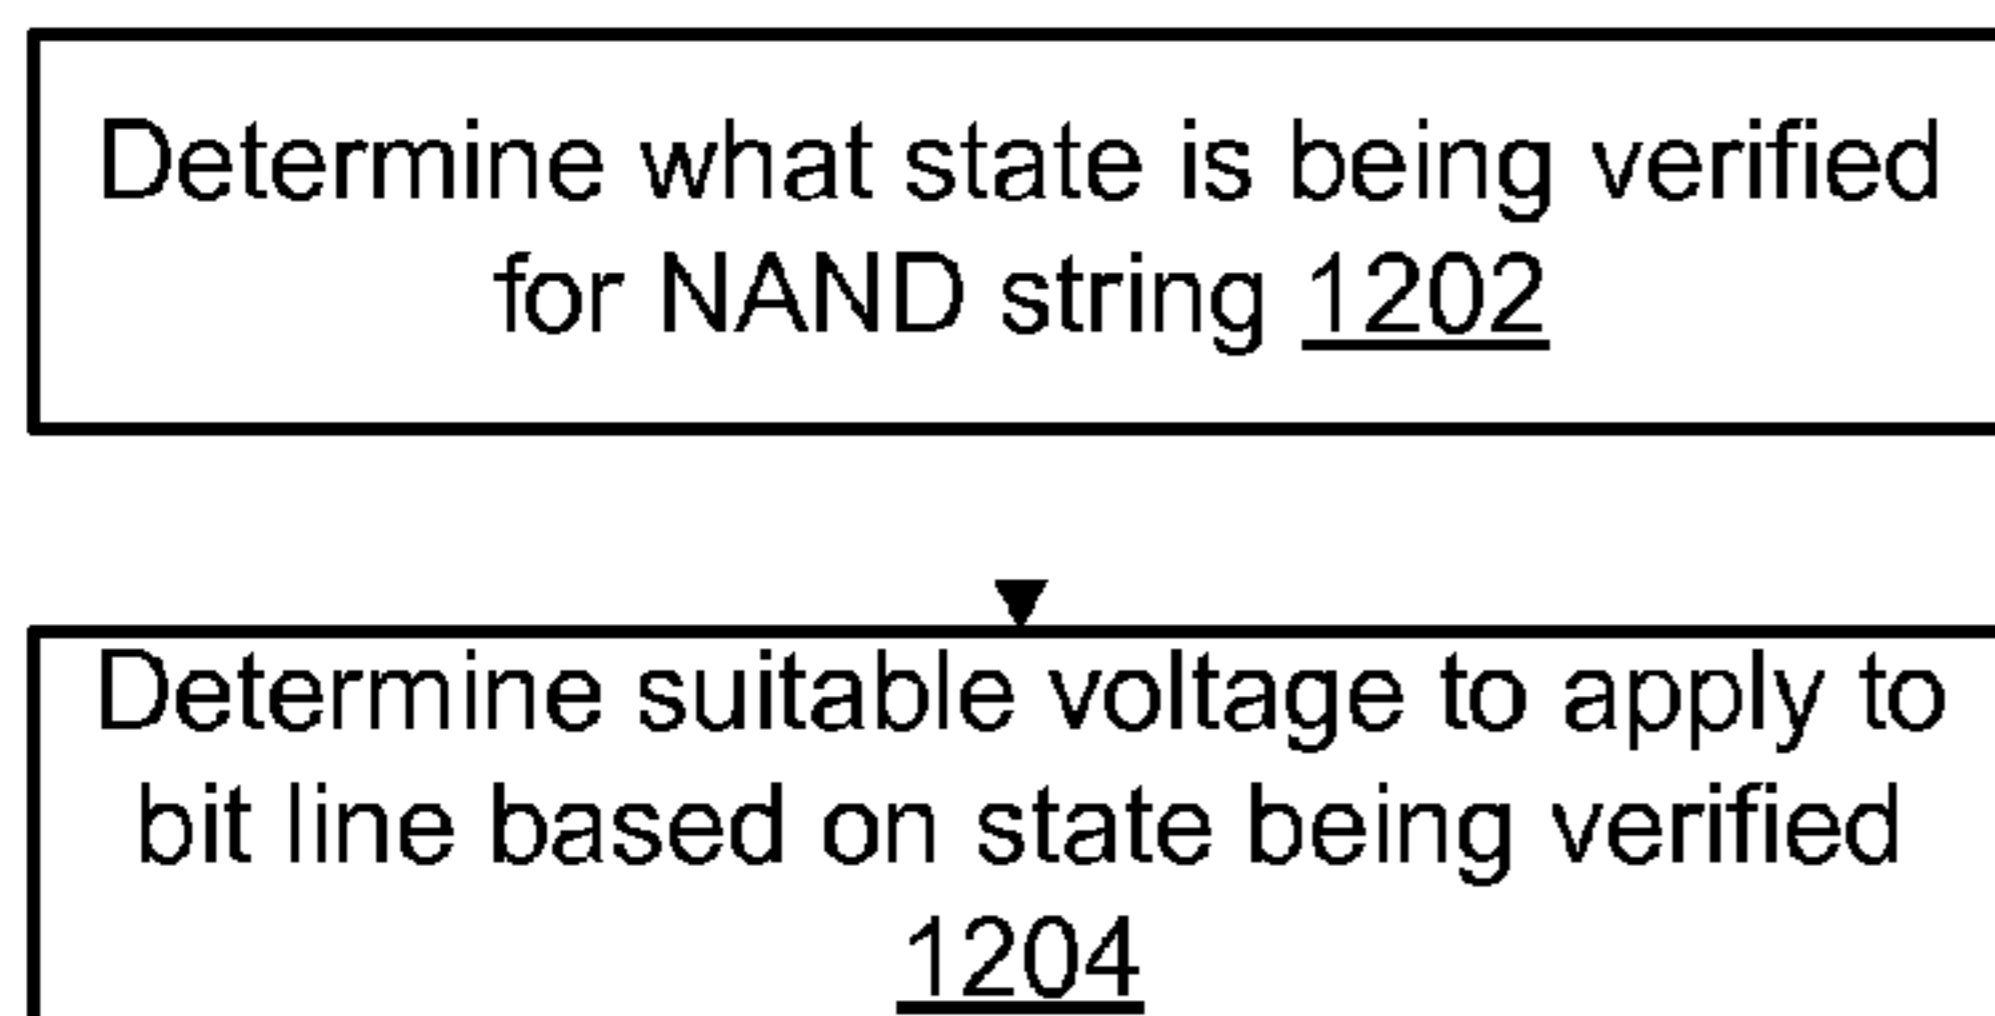 Determine what state is being verified
for NAND string 1202
Determine suitable voltage to apply to
bit line based on state being verified
1204